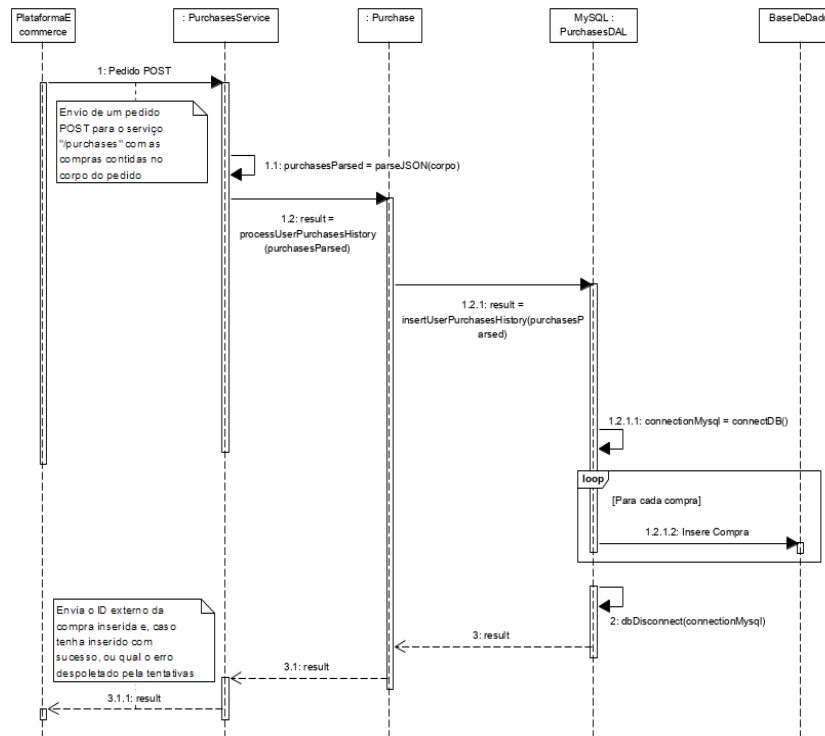 PlataformaE
commerce
: PurchasesService
: Purchase
MySQL :
PurchasesDAL
BaseDeDado
1: Pedido POST
Envio de um pedido
POST para o serviço
"/purchases" com as
compras contidas no
corpo do pedido
1.1: purchasesParsed = parseJSON(corpo)
1.2: result =
processUserPurchasesHistory
(purchasesParsed)
1.2.1: result =
insertUserPurchasesHistory(purchasesP
arsed)
1.2.1.1: connectionMysql = connectDB()
loop
[Para cada compra]
1.2.1.2: Insere Compra
2: dbDisconnect(connectionMysql)
Envia o ID externo da
compra inserida e, caso
tenha inserido com
sucesso, ou qual o erro
despoletado pela tentativas
3: result
3.1: result
3.1.1: result